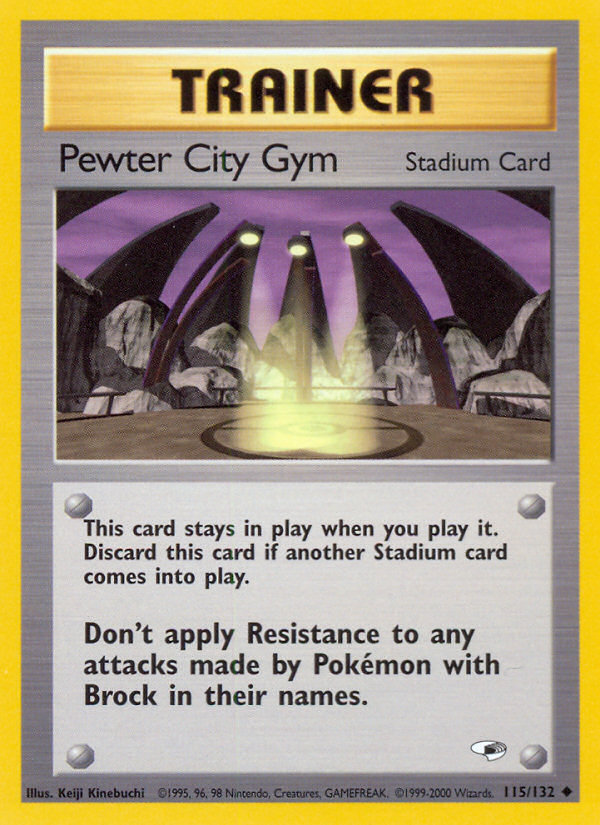 TRAINER
Pewter City Gym Stadium Card
This card stays in play when you play it.
Discard this card if another Stadium card
comes into play.
Don't apply Resistance to any
attacks made by Pokémon with
Brock in their names.
Illus. Keiji Kinebuchi ©1995, 96, 98 Nintendo, Creatures, GAMEFREAK. ©1999-2000 Wizards. 115/132